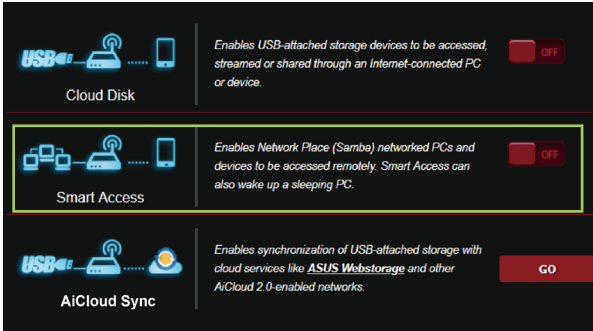 USB
Cloud Disk
Enables USB-attached storage devices to be accessed,
streamed or shared through an Internet-connected PC
or device.
OFF
Smart Access
Enables Network Place (Samba) networked PCs and
devices to be accessed remotely. Smart Access can
also wake up a sleeping PC.
OFF
USB
AiCloud Sync
Enables synchronization of USB-attached storage with
cloud services like ASUS Webstorage and other
AiCloud 2.0-enabled networks.
GO